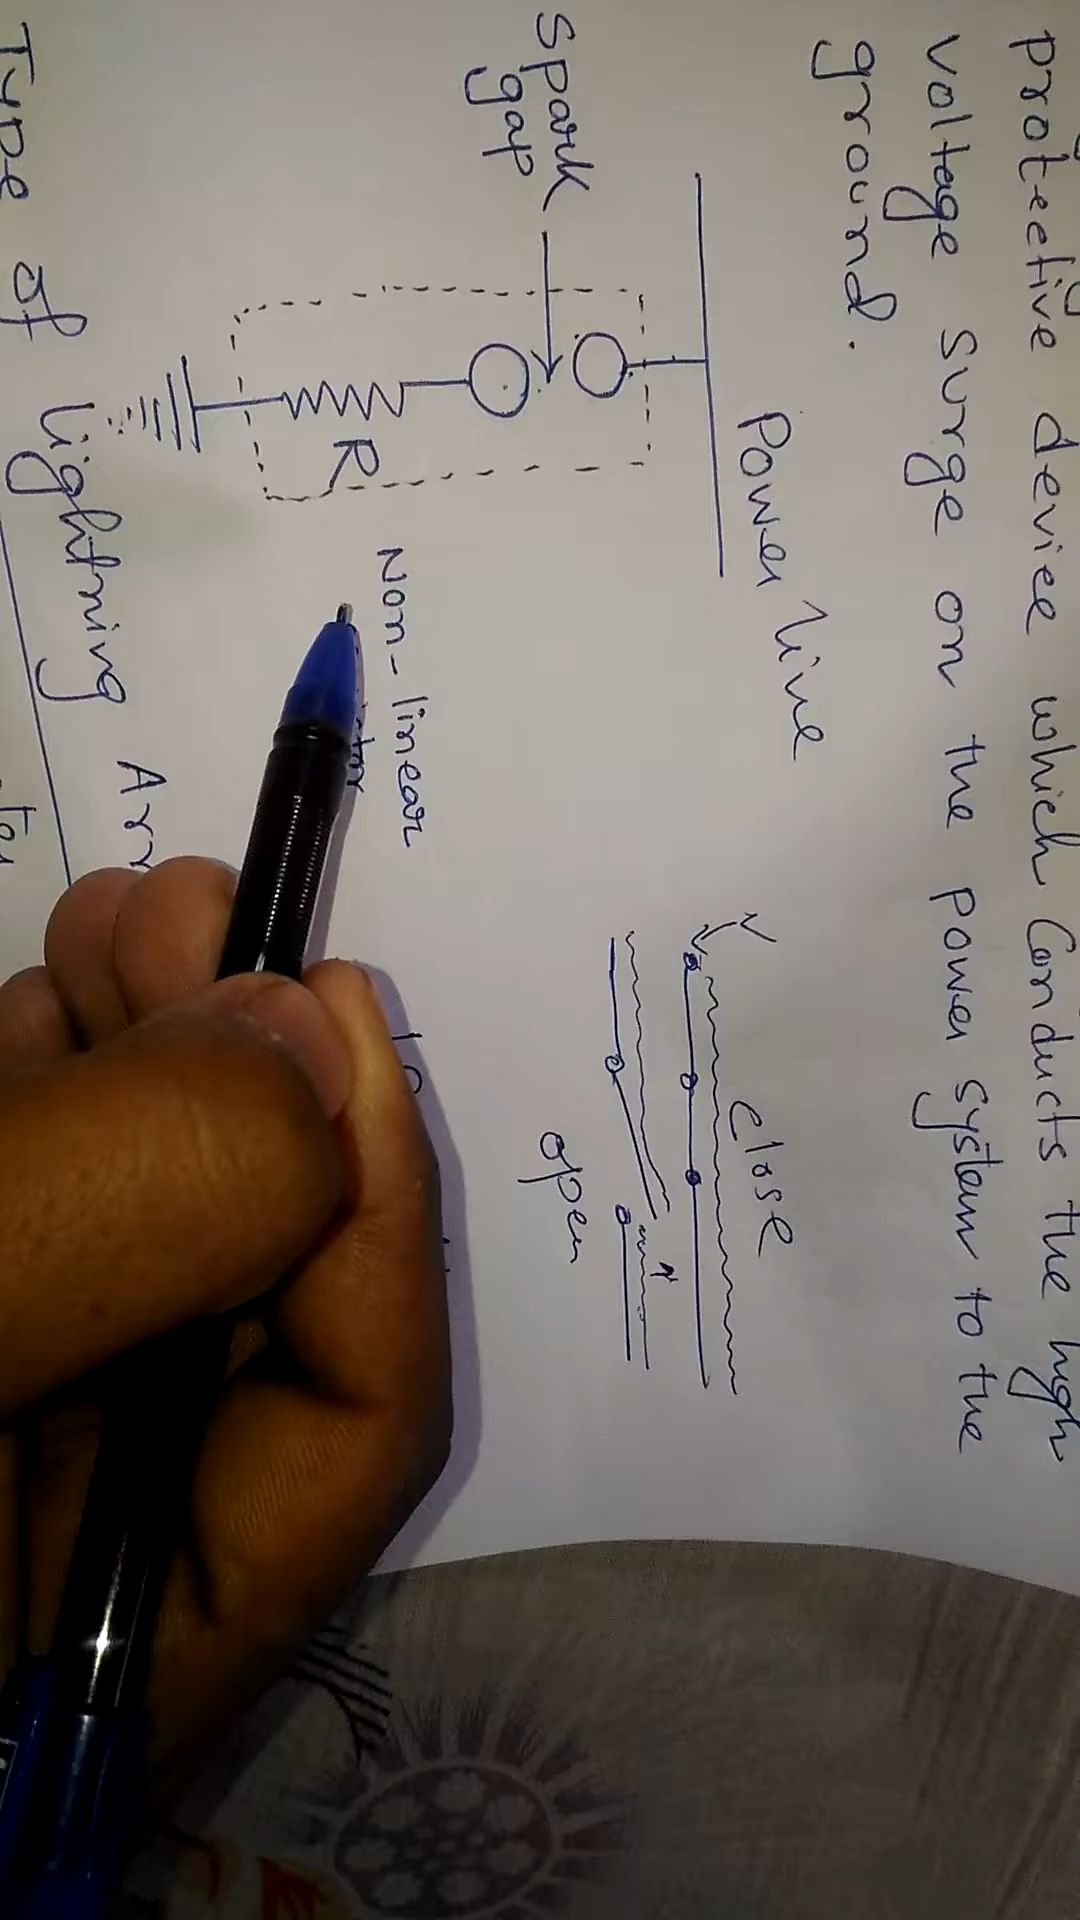 protective device which conducts the high
voltage surge on the power system to the
ground.
Power line
close
Spark
gap
open
R
Non-linear
Type of Lightning Arr